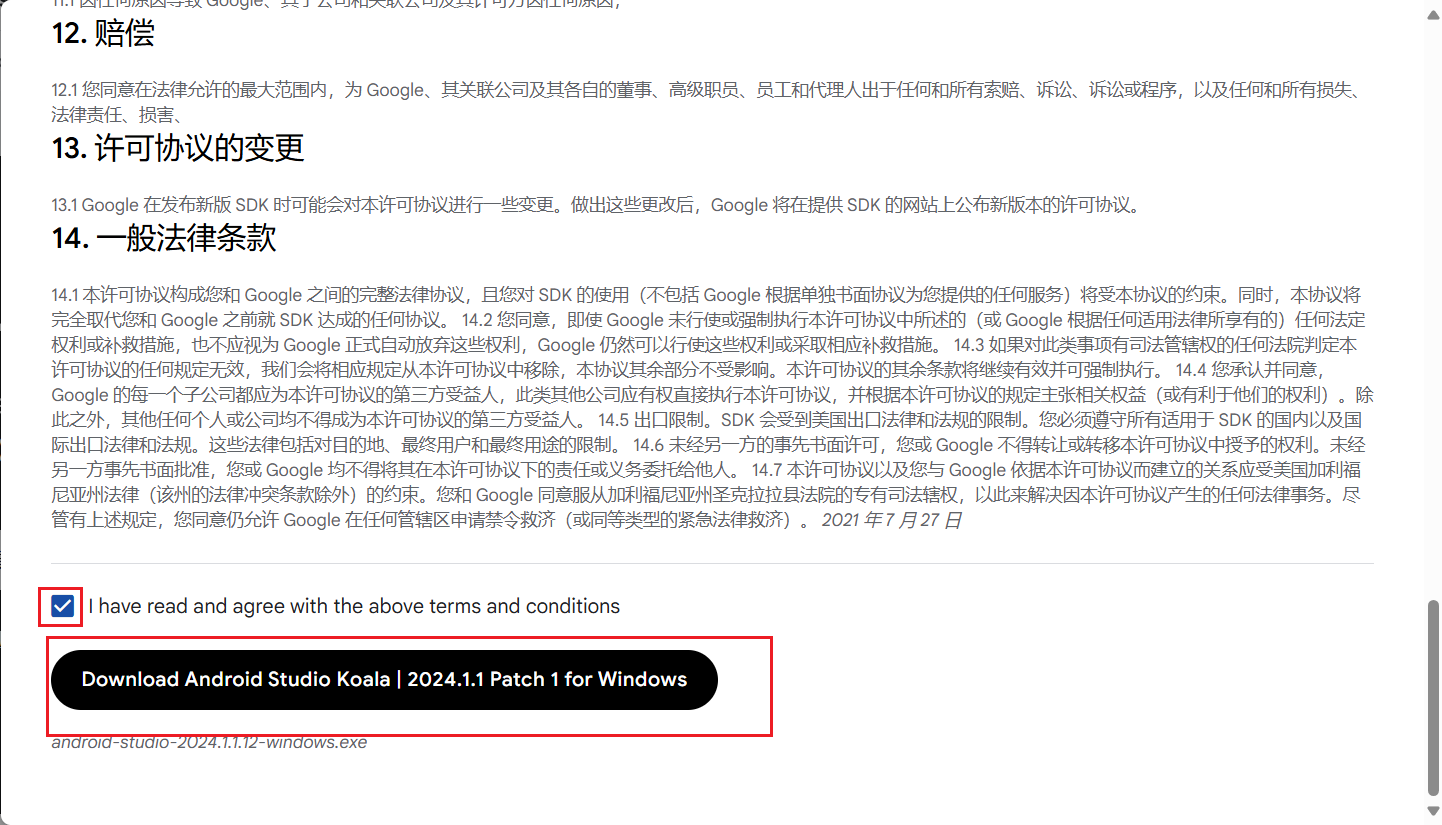 11.1 因任何原因导致 Google、其子公司和关联公司及其许可方因任何原因，
12. 赔偿
12.1 您同意在法律允许的最大范围内，为 Google、其关联公司及其各自的董事、高级职员、员工和代理人出于任何和所有索赔、诉讼、诉讼或程序，以及任何和所有损失、
法律责任、损害、
13. 许可协议的变更
13.1 Google 在发布新版 SDK 时可能会对本许可协议进行一些变更。做出这些更改后，Google 将在提供 SDK 的网站上公布新版本的许可协议。
14. 一般法律条款
14.1 本许可协议构成您和 Google 之间的完整法律协议，且您对 SDK 的使用（不包括 Google 根据单独书面协议为您提供的任何服务）将受本协议的约束。同时，本协议将
完全取代您和 Google 之前就 SDK 达成的任何协议。 14.2 您同意，即使 Google 未行使或强制执行本许可协议中所述的（或 Google 根据任何适用法律所享有的）任何法定
权利或补救措施，也不应视为 Google 正式自动放弃这些权利，Google 仍然可以行使这些权利或采取相应补救措施。 14.3 如果对此类事项有司法管辖权的任何法院判定本
许可协议的任何规定无效，我们会将相应规定从本许可协议中移除，本协议其余部分不受影响。本许可协议的其余条款将继续有效并可强制执行。 14.4 您承认并同意，
Google 的每一个子公司都应为本许可协议的第三方受益人，此类其他公司应有权直接执行本许可协议，并根据本许可协议的规定主张相关权益（或有利于他们的权利）。除
此之外，其他任何个人或公司均不得成为本许可协议的第三方受益人。 14.5 出口限制。SDK 会受到美国出口法律和法规的限制。您必须遵守所有适用于 SDK 的国内以及国
际出口法律和法规。这些法律包括对目的地、最终用户和最终用途的限制。 14.6 未经另一方的事先书面许可，您或 Google 不得转让或转移本许可协议中授予的权利。未经
另一方事先书面批准，您或 Google 均不得将其在本许可协议下的责任或义务委托给他人。 14.7 本许可协议以及您与 Google 依据本许可协议而建立的关系应受美国加利福
尼亚州法律（该州的法律冲突条款除外）的约束。您和 Google 同意服从加利福尼亚州圣克拉拉县法院的专有司法辖权，以此来解决因本许可协议产生的任何法律事务。尽
管有上述规定，您同意仍允许 Google 在任何管辖区申请禁令救济（或同等类型的紧急法律救济）。 2021 年 7 月 27 日
I have read and agree with the above terms and conditions
Download Android Studio Koala | 2024.1.1 Patch 1 for Windows
android-studio-2024.1.1.12-windows.exe